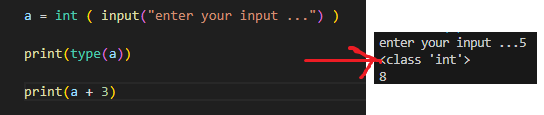 a = int ( input("enter your input ...") )
print(type(a))
print(a + 3)
enter your input ...5
<class 'int'>
8